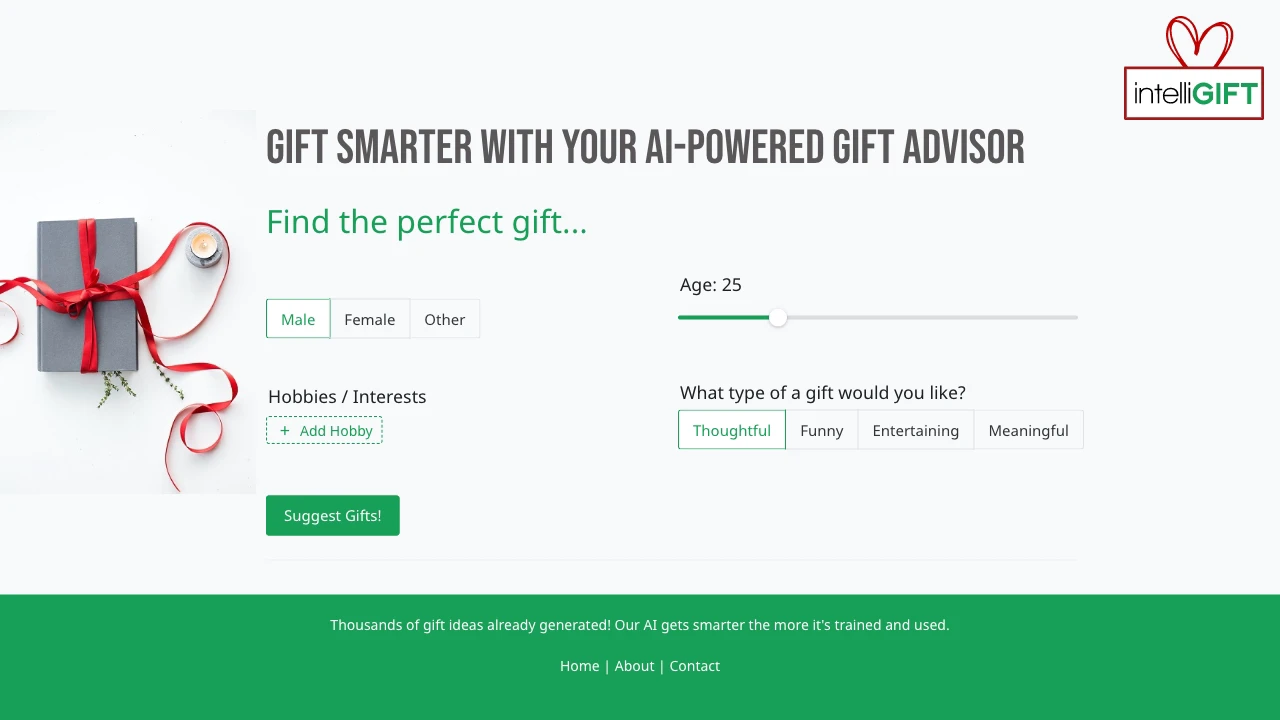 intelliGIFT
GIFT SMARTER WITH YOUR AI-POWERED GIFT ADVISOR
Find the perfect gift...
Age: 25
Male Female Other
Hobbies / Interests
+ Add Hobby
What type of a gift would you like?
Thoughtful Funny Entertaining Meaningful
Suggest Gifts!
Thousands of gift ideas already generated! Our AI gets smarter the more it's trained and used.
Home | About | Contact